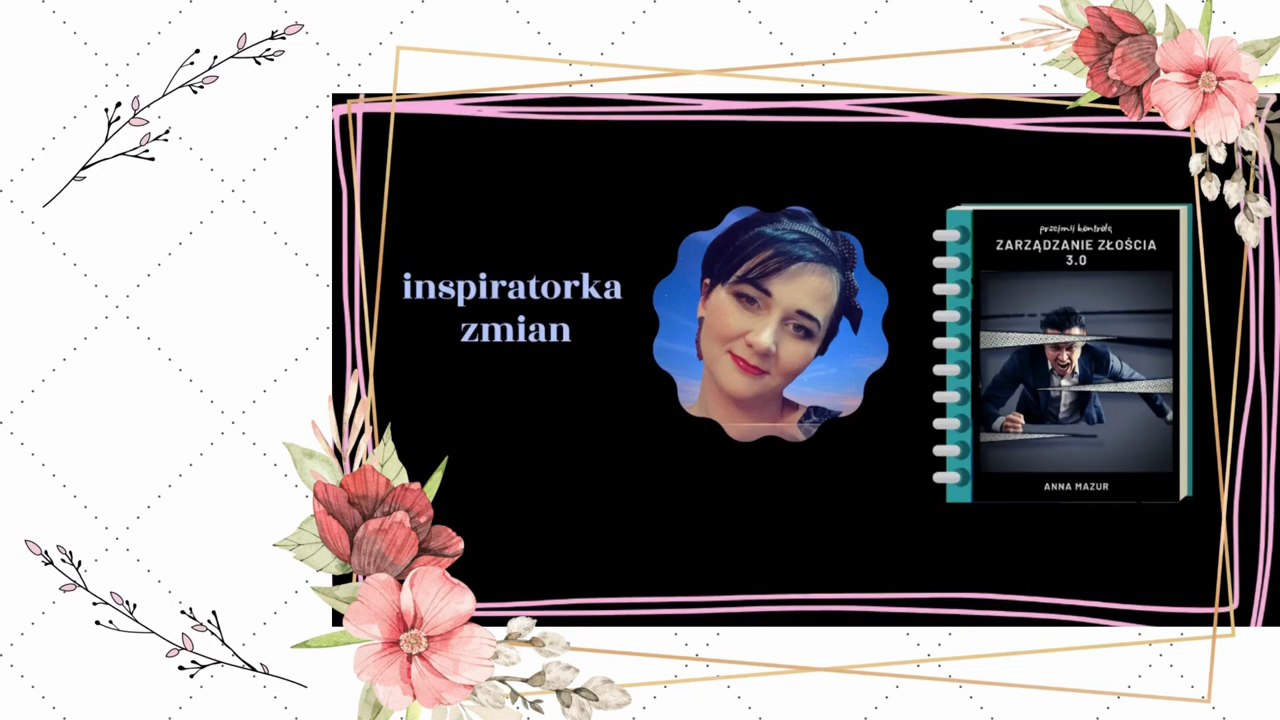 inspiratorka
zmian
przejmij kontrolę
ZARZĄDZANIE ZŁOŚCIA
3.0
ANNA MAZUR